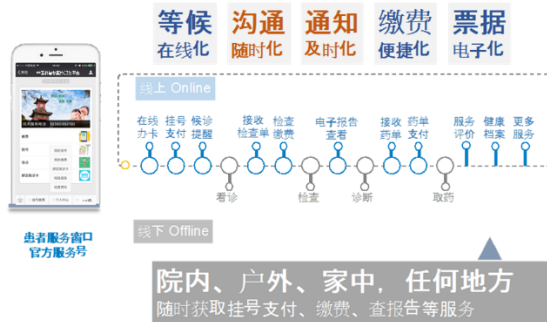 等候 沟通 通知 缴费 票据
在线化 随时化 及时化 便捷化 电子化
线上 Online
在线 挂号 候诊 接收 检查 电子报告 接收 药单 服务 健康 更多
办卡 支付 提醒 检查单 缴费 查看 药单 支付 评价 档案 服务
看诊 检查 诊断 取药
线下 Offline
患者服务窗口
官方服务号
院内、户外、家中，任何地方
随时获取挂号支付、缴费、查报告等服务